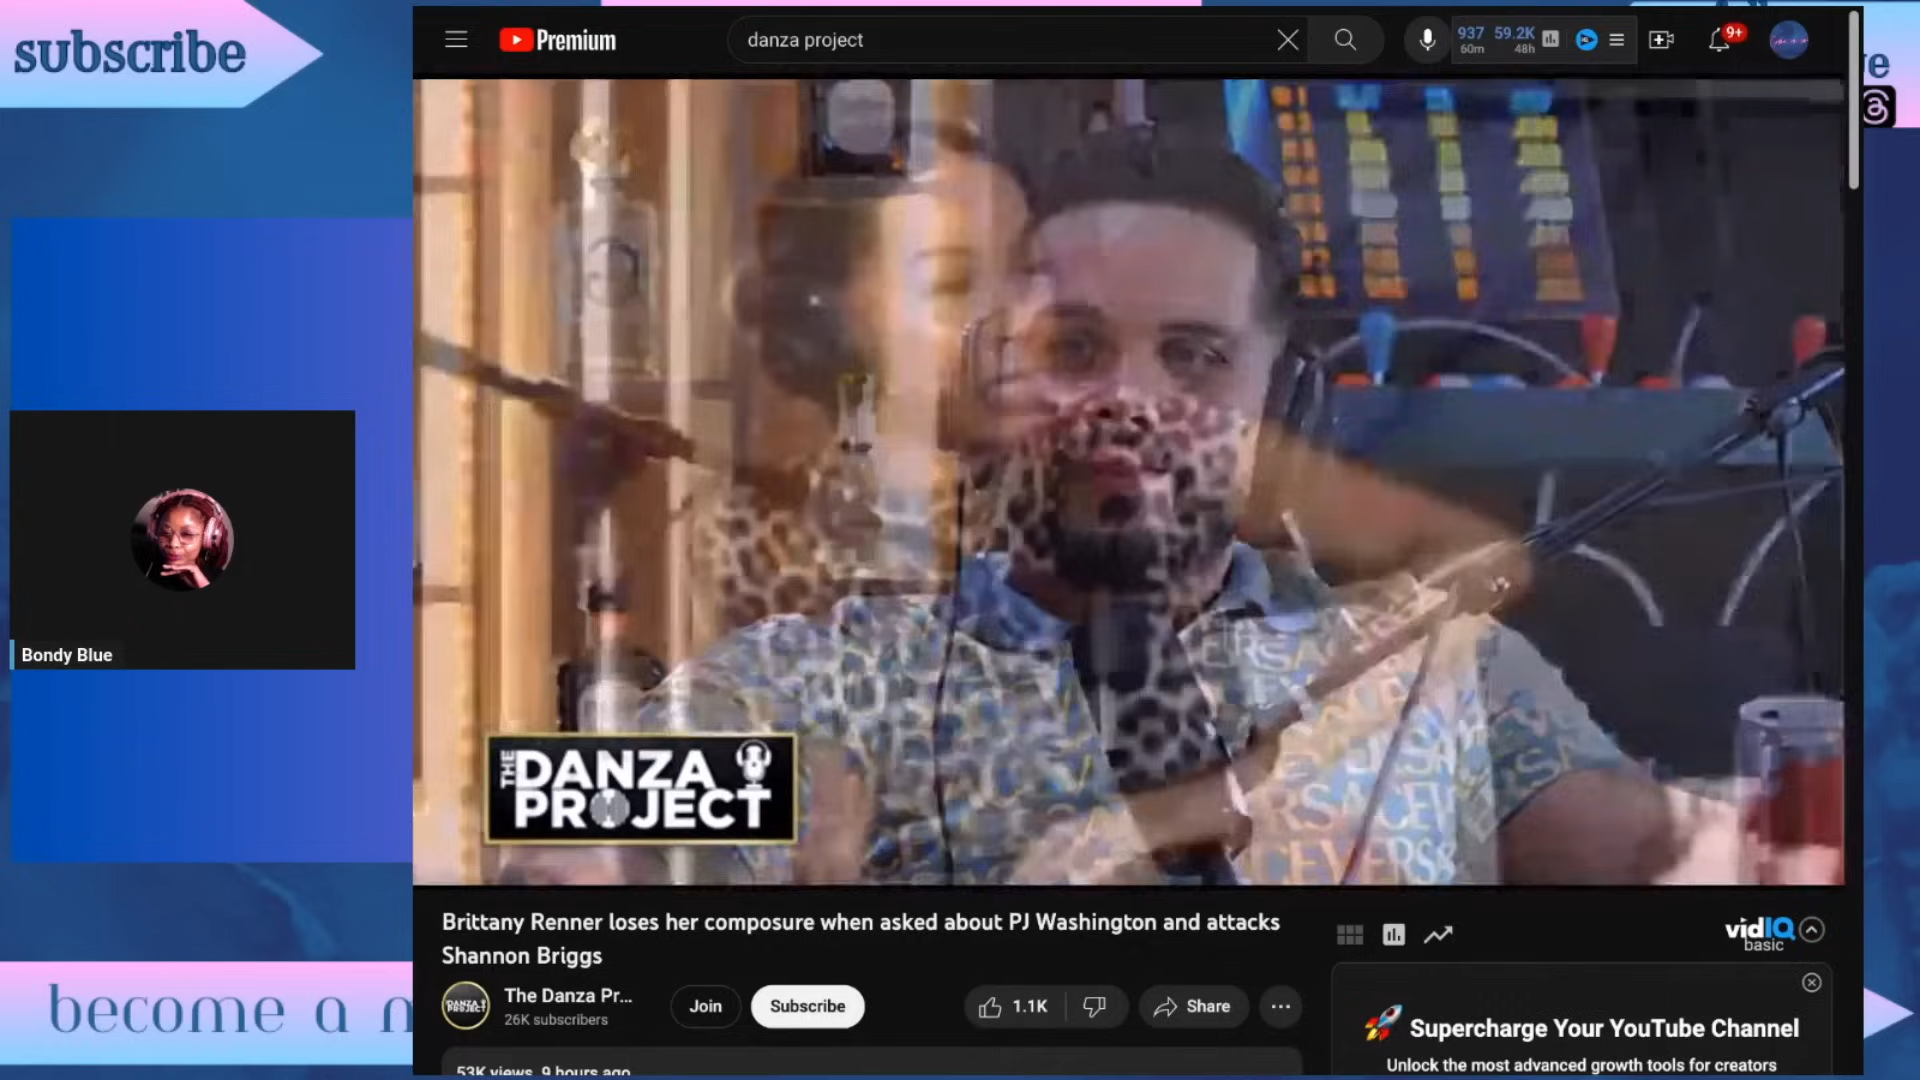 subscribe
Premium
danza project
937 59.2K
60m 48h
9+
Bondy Blue
THE
DANZA
PROJECT
VERSACE
Brittany Renner loses her composure when asked about PJ Washington and attacks
Shannon Briggs
The Danza Pr...
26K subscribers
Join
Subscribe
1.1K
Share
vidIQ
basic
Supercharge Your YouTube Channel
Unlock the most advanced growth tools for creators
53K views 9 hours ago
become a